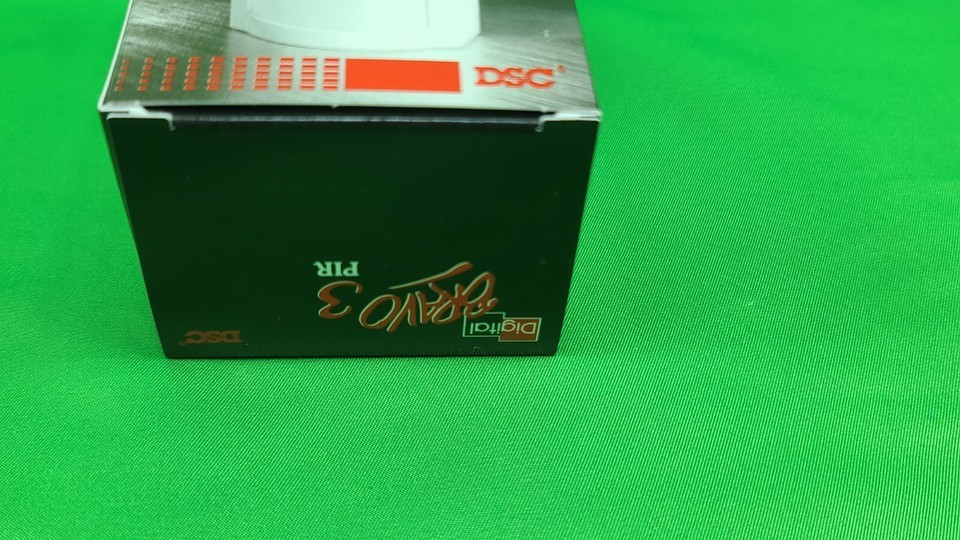 DSC
Digital
BRAVO 3
PIR
DSC